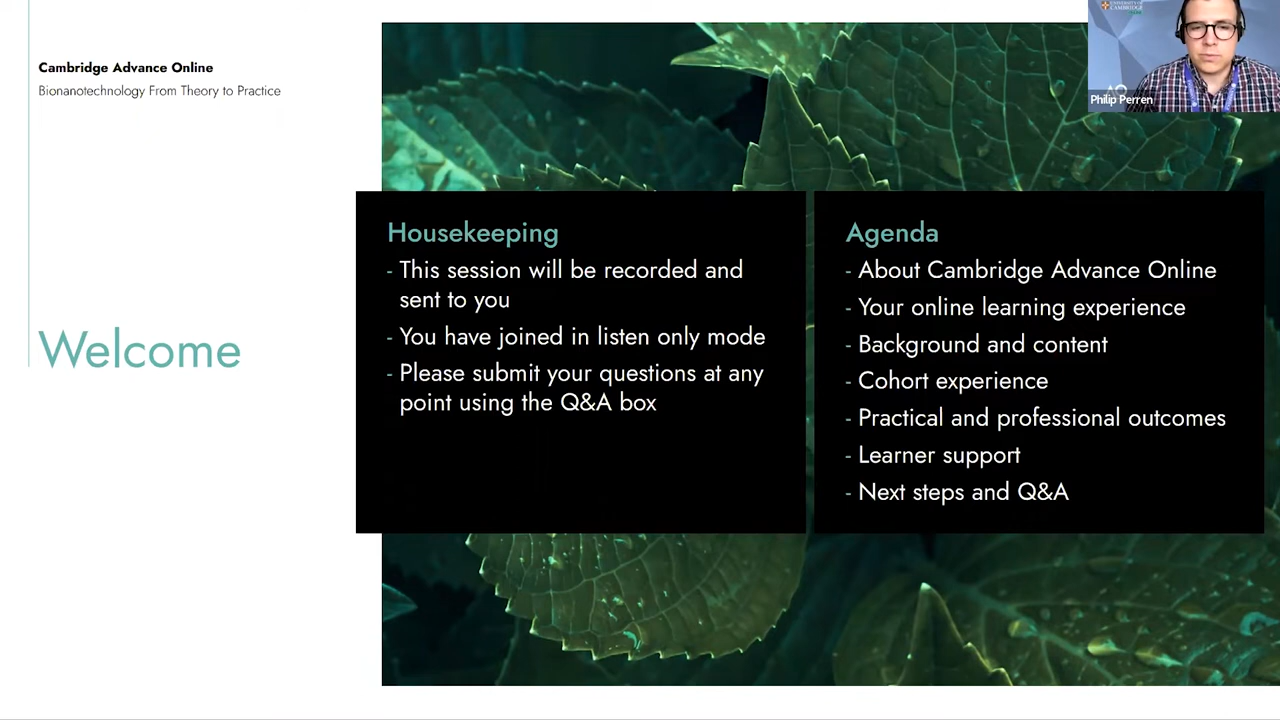 Cambridge Advance Online
Bionanotechnology From Theory to Practice
Welcome
Housekeeping
- This session will be recorded and
sent to you
- You have joined in listen only mode
- Please submit your questions at any
point using the Q&A box
Agenda
- About Cambridge Advance Online
- Your online learning experience
- Background and content
- Cohort experience
- Practical and professional outcomes
- Learner support
- Next steps and Q&A
UNIVERSITY OF
CAMBRIDGE
Philip Perren